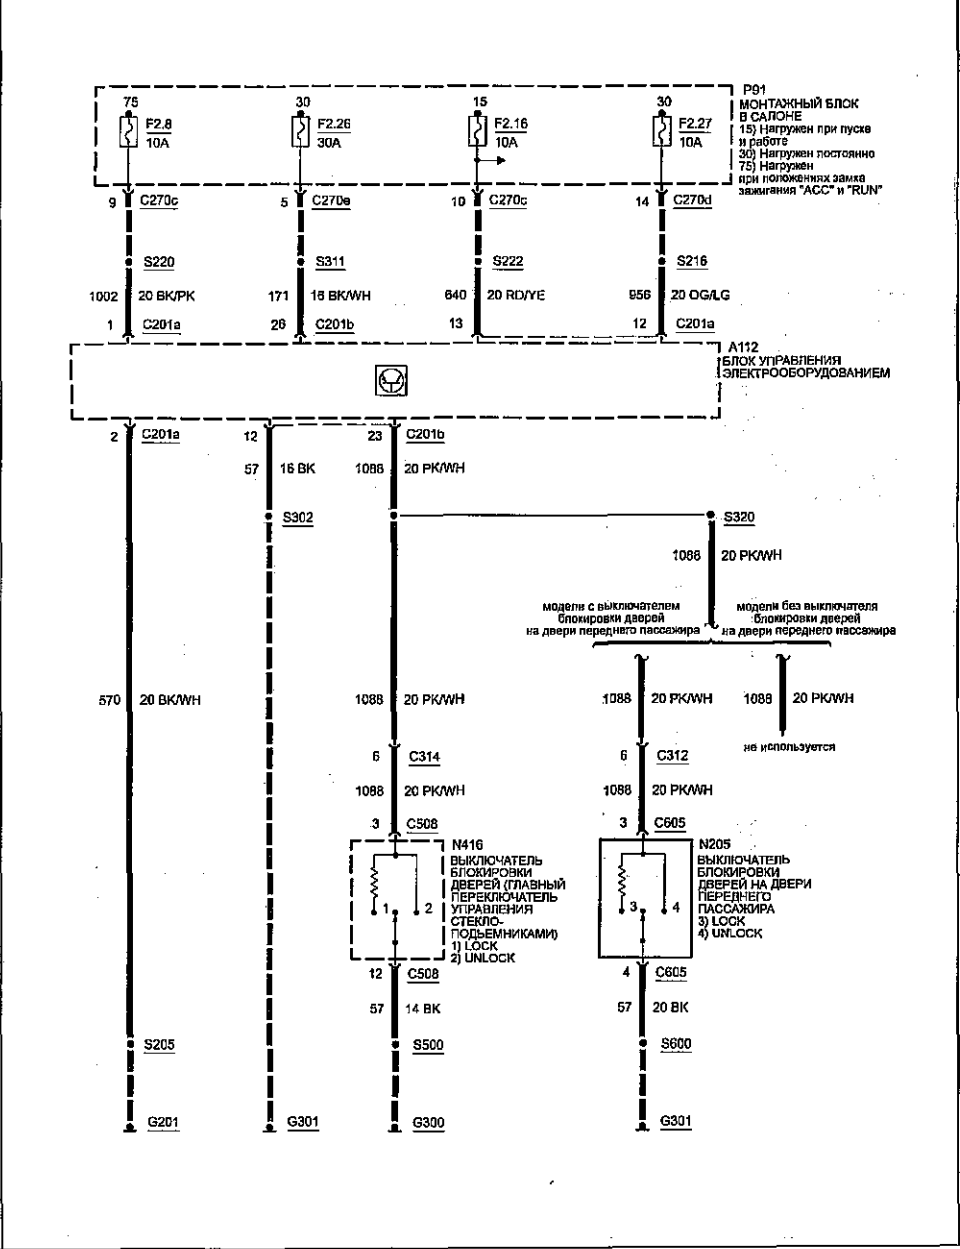 P91
МОНТАЖНЫЙ БЛОК
В САЛОНЕ
15) Нагружен при пуске
и работе
30) Нагружен постоянно
75) Нагружен
при положениях замка
зажигания "ACC" и "RUN"
75 30 15 30
F2.8 F2.26 F2.16 F2.27
10A 30A 10A 10A
9 C270c 5 C270e 10 C270c 14 C270d
S220 S311 S222 S216
1002 20 BK/PK 171 16 BK/WH 640 20 RD/YE 956 20 OG/LG
1 C201a 26 C201b 13 12 C201a
A112
БЛОК УПРАВЛЕНИЯ
ЭЛЕКТРООБОРУДОВАНИЕМ
2 C201a 12 23 C201b
57 16 BK 1088 20 PK/WH
S302 S320
1088 20 PK/WH
модели с выключателем
блокировки дверей
на двери переднего пассажира
модели без выключателя
блокировки дверей
на двери переднего пассажира
570 20 BK/WH 1088 20 PK/WH 1088 20 PK/WH 1088 20 PK/WH
не используется
6 C314 6 C312
1088 20 PK/WH 1088 20 PK/WH
3 C508 3 C605
N416
ВЫКЛЮЧАТЕЛЬ
БЛОКИРОВКИ
ДВЕРЕЙ (ГЛАВНЫЙ
ПЕРЕКЛЮЧАТЕЛЬ
УПРАВЛЕНИЯ
СТЕКЛО-
ПОДЬЕМНИКАМИ)
1) LOCK
2) UNLOCK
1 2
N205
ВЫКЛЮЧАТЕЛЬ
БЛОКИРОВКИ
ДВЕРЕЙ НА ДВЕРИ
ПЕРЕДНЕГО
ПАССАЖИРА
3) LOCK
4) UNLOCK
3 4
12 C508 4 C605
57 14 BK 57 20 BK
S205 S500 S600
G201 G301 G300 G301